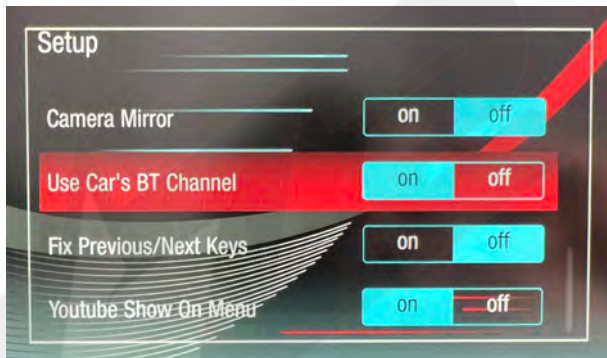 Setup
Camera Mirror on off
Use Car's BT Channel on off
Fix Previous/Next Keys on off
Youtube Show On Menu on off